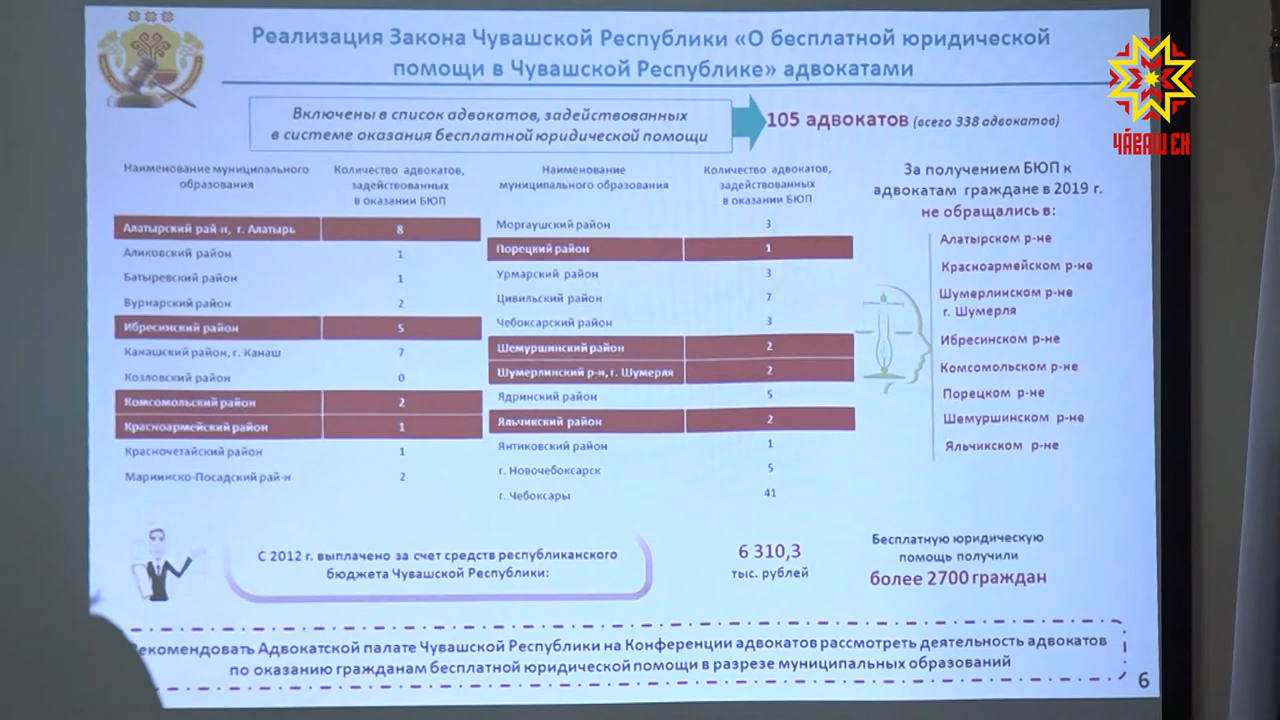 Реализация Закона Чувашской Республики «О бесплатной юридической
помощи в Чувашской Республике» адвокатами
ЧӐВАШ ЕН
Включены в список адвокатов, задействованных
в системе оказания бесплатной юридической помощи
105 адвокатов (всего 338 адвокатов)
Наименование муниципального
образования
Количество адвокатов,
задействованных
в оказании БЮП
Алатырский рай-н, г. Алатырь 8
Аликовский район 1
Батыревский район 1
Вурнарский район 2
Ибресинский район 5
Канашский район, г. Канаш 7
Козловский район 0
Комсомольский район 2
Красноармейский район 1
Красночетайский район 1
Мариинско-Посадский рай-н 2
Наименование
муниципального образования
Количество адвокатов,
задействованных
в оказании БЮП
Моргаушский район 3
Порецкий район 1
Урмарский район 3
Цивильский район 7
Чебоксарский район 3
Шемуршинский район 2
Шумерлинский р-н, г. Шумерля 2
Ядринский район 5
Яльчикский район 2
Янтиковский район 1
г. Новочебоксарск 5
г. Чебоксары 41
За получением БЮП к
адвокатам граждане в 2019 г.
не обращались в:
Алатырском р-не
Красноармейском р-не
Шумерлинском р-не
г. Шумерля
Ибресинском р-не
Комсомольском р-не
Порецком р-не
Шемуршинском р-не
Яльчикском р-не
С 2012 г. выплачено за счет средств республиканского
бюджета Чувашской Республики:
6 310,3
тыс. рублей
Бесплатную юридическую
помощь получили
более 2700 граждан
екомендовать Адвокатской палате Чувашской Республики на Конференции адвокатов рассмотреть деятельность адвокатов
по оказанию гражданам бесплатной юридической помощи в разрезе муниципальных образований
6